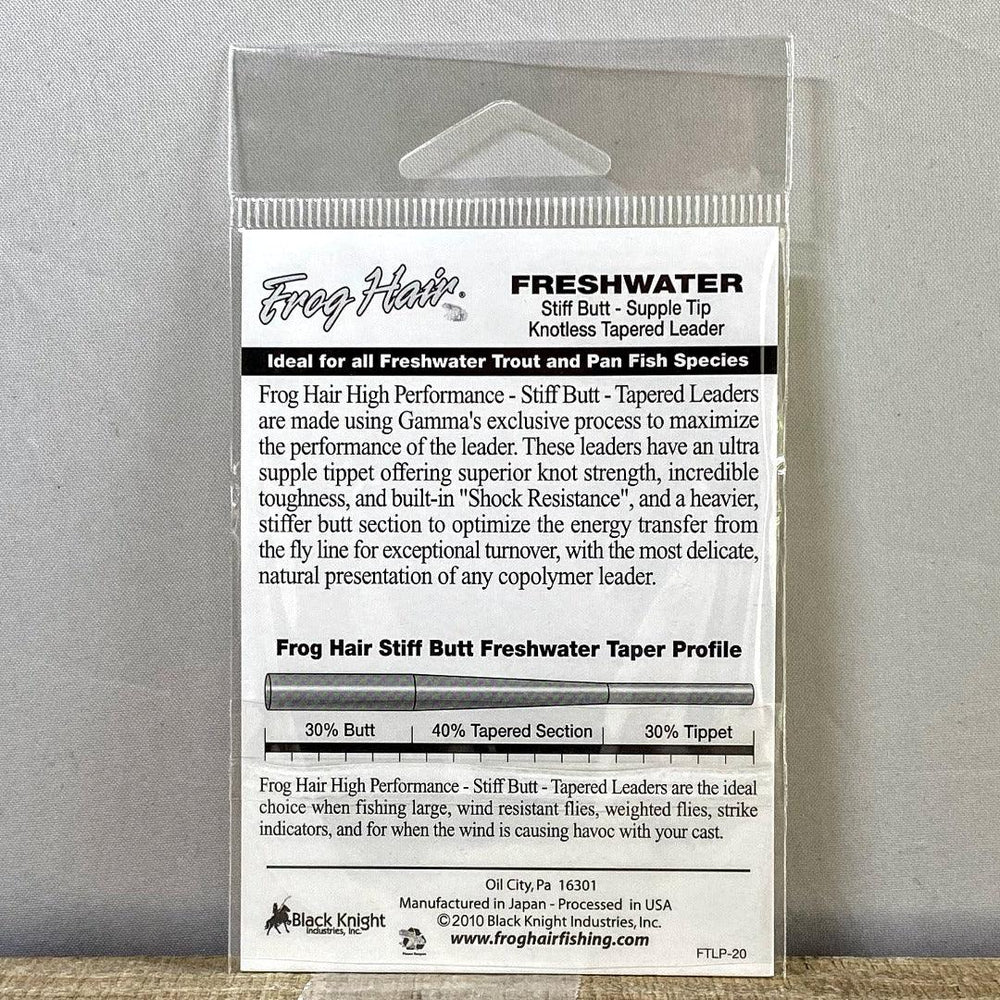 Frog Hair®
FRESHWATER
Stiff Butt - Supple Tip
Knotless Tapered Leader
Ideal for all Freshwater Trout and Pan Fish Species
Frog Hair High Performance - Stiff Butt - Tapered Leaders
are made using Gamma's exclusive process to maximize
the performance of the leader. These leaders have an ultra
supple tippet offering superior knot strength, incredible
toughness, and built-in "Shock Resistance", and a heavier,
stiffer butt section to optimize the energy transfer from
the fly line for exceptional turnover, with the most delicate,
natural presentation of any copolymer leader.
Frog Hair Stiff Butt Freshwater Taper Profile
30% Butt
40% Tapered Section
30% Tippet
Frog Hair High Performance - Stiff Butt - Tapered Leaders are the ideal
choice when fishing large, wind resistant flies, weighted flies, strike
indicators, and for when the wind is causing havoc with your cast.
Oil City, Pa 16301
Manufactured in Japan - Processed in USA
©2010 Black Knight Industries, Inc.
www.froghairfishing.com
Black Knight
Industries, Inc.
FTLP-20